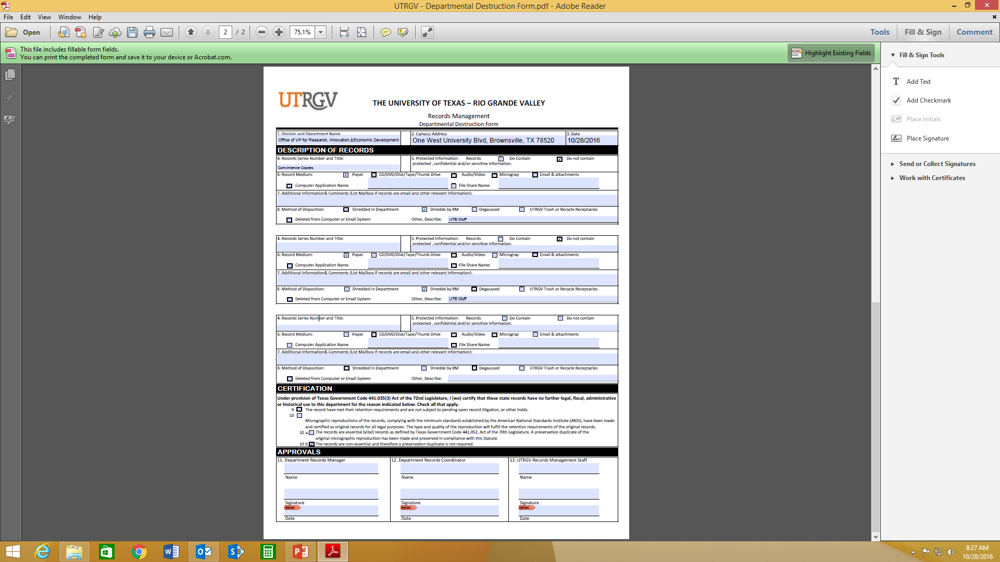 UTRGV - Departmental Destruction Form.pdf - Adobe Reader
File Edit View Window Help
Open 2 / 2 75.1% Tools Fill & Sign Comment
This file includes fillable form fields.
You can print the completed form and save it to your device or Acrobat.com.
Highlight Existing Fields
Fill & Sign Tools
Add Text
Add Checkmark
Place Initials
Place Signature
Send or Collect Signatures
Work with Certificates
UTRGV
THE UNIVERSITY OF TEXAS – RIO GRANDE VALLEY
Records Management
Departmental Destruction Form
1. Division and Department Name 2. Campus Address 3. Date
Office of VP for Research, Innovation,&Economic Development One West University Blvd, Brownsville, TX 78520 10/28/2016
DESCRIPTION OF RECORDS
4. Records Series Number and Title: 5. Protected Information: Records Do Contain Do not contain
protected , confidential and/or sensitive information.
Convinience Copies
6. Record Medium: Paper CD/DVD/Disk/Tape/Thumb Drive Audio/Video Micrograp Email & attachments
Computer Application Name File Share Name:
7. Additional Information& Comments (List Mailbox if records are email and other relevant information):
8. Method of Disposition: Shredded in Department Shredde by RM Degaussed UTRGV Trash or Recycle Receptacles
Deleted from Computer or Email System Other, Describe: UTB Stuff
4. Records Series Number and Title: 5. Protected Information: Records Do Contain Do not contain
protected , confidential and/or sensitive information.
6. Record Medium: Paper CD/DVD/Disk/Tape/Thumb Drive Audio/Video Micrograp Email & attachments
Computer Application Name File Share Name:
7. Additional Information& Comments (List Mailbox if records are email and other relevant information):
8. Method of Disposition: Shredded in Department Shredde by RM Degaussed UTRGV Trash or Recycle Receptacles
Deleted from Computer or Email System Other, Describe: UTB Stuff
4. Records Series Number and Title: 5. Protected Information: Records Do Contain Do not contain
protected , confidential and/or sensitive information.
6. Record Medium: Paper CD/DVD/Disk/Tape/Thumb Drive Audio/Video Micrograp Email & attachments
Computer Application Name File Share Name:
7. Additional Information& Comments (List Mailbox if records are email and other relevant information):
8. Method of Disposition: Shredded in Department Shredde by RM Degaussed UTRGV Trash or Recycle Receptacles
Deleted from Computer or Email System Other, Describe:
CERTIFICATION
Under provision of Texas Government Code 441.035(3) Act of the 72nd Legislature, I (we) certify that these state records have no further legal, fiscal, administrative
or historical use to this department for the reason indicated below. Check all that apply.
9 The record have met their retention requirements and are not subject to pending open record litigation, or other holds.
10
Micrographic reproductions of the records, complying with the minimum standards established by the American National Standards Institute (ANSI), have been made
and certified as original records for all legal purposes. The type and quality of the reproduction will fulfill the retention requirements of the original records.
10 a. The records are essential (vital) records as defined by Texas Government Code 441.052, Act of the 70th Legislature. A preservation duplicate of the
original micrographic reproduction has been made and preserved in compliance with this Statute.
10 b. The records are non-essential and therefore a preservation duplicate is not required.
APPROVALS
11. Department Records Manager 12. Department Records Coordinator 13. UTRGV Records Management Staff
Name Name Name
Signature Signature Signature
Date Date Date
8:27 AM
10/28/2016